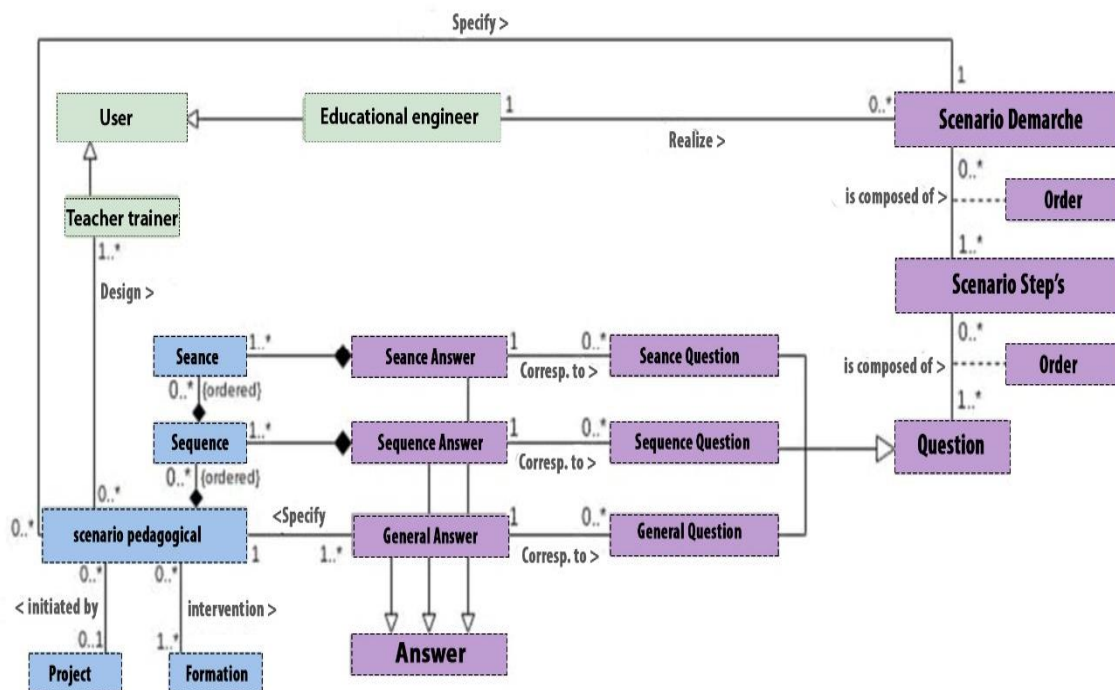 Specify >
1
User
Educational engineer
1
0..*
Scenario Demarche
Realize >
0..*
is composed of >
Order
Teacher trainer
1..*
1..*
Design >
Scenario Step's
Seance
1..*
Seance Answer
1
0..*
Seance Question
0..*
0..*
{ordered}
Corresp. to >
is composed of >
Order
1..*
Sequence
1..*
Sequence Answer
1
0..*
Sequence Question
Question
0..*
{ordered}
Corresp. to >
0..*
<Specify
0..*
scenario pedagogical
1
1..*
General Answer
1
0..*
General Question
Corresp. to >
0..*
0..*
< initiated by
intervention >
0..1
1..*
Project
Formation
Answer